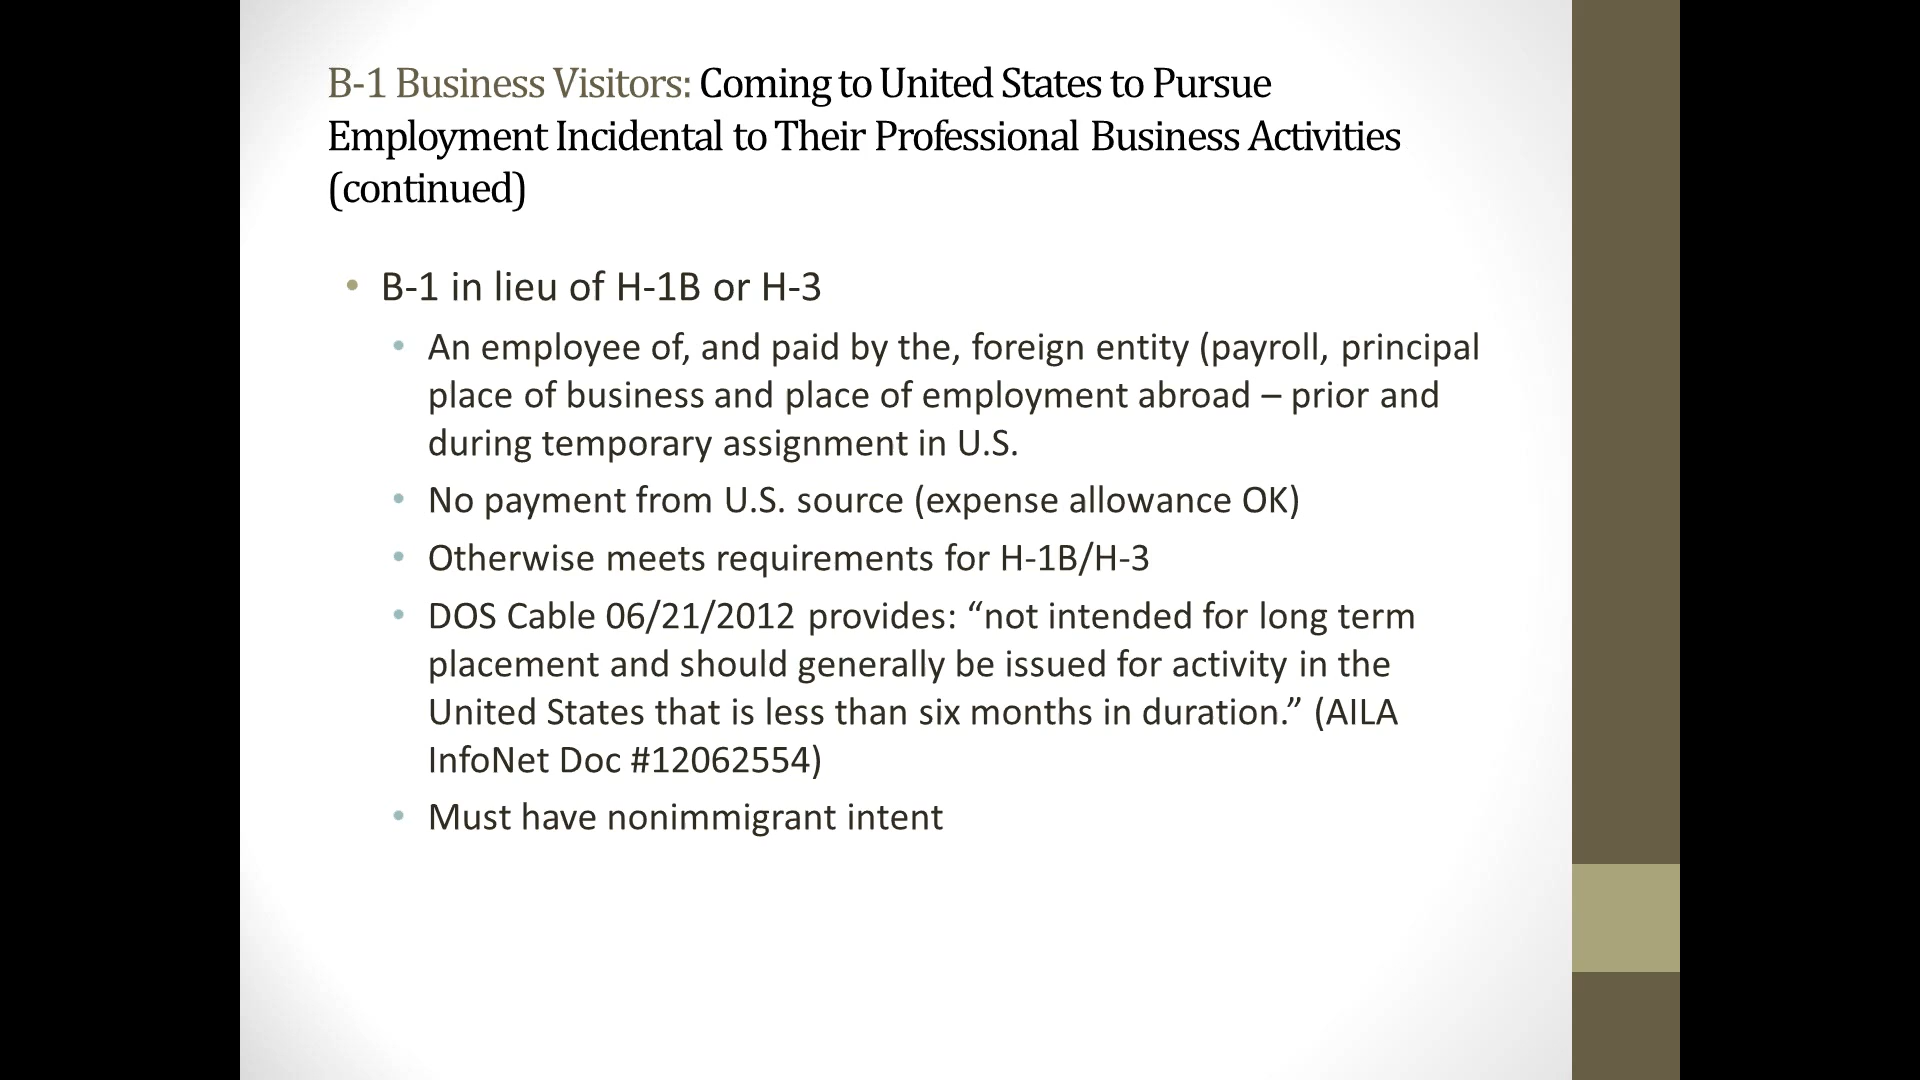 B-1 Business Visitors: Coming to United States to Pursue
Employment Incidental to Their Professional Business Activities
(continued)
• B-1 in lieu of H-1B or H-3
• An employee of, and paid by the, foreign entity (payroll, principal
place of business and place of employment abroad – prior and
during temporary assignment in U.S.
• No payment from U.S. source (expense allowance OK)
• Otherwise meets requirements for H-1B/H-3
• DOS Cable 06/21/2012 provides: “not intended for long term
placement and should generally be issued for activity in the
United States that is less than six months in duration.” (AILA
InfoNet Doc #12062554)
• Must have nonimmigrant intent